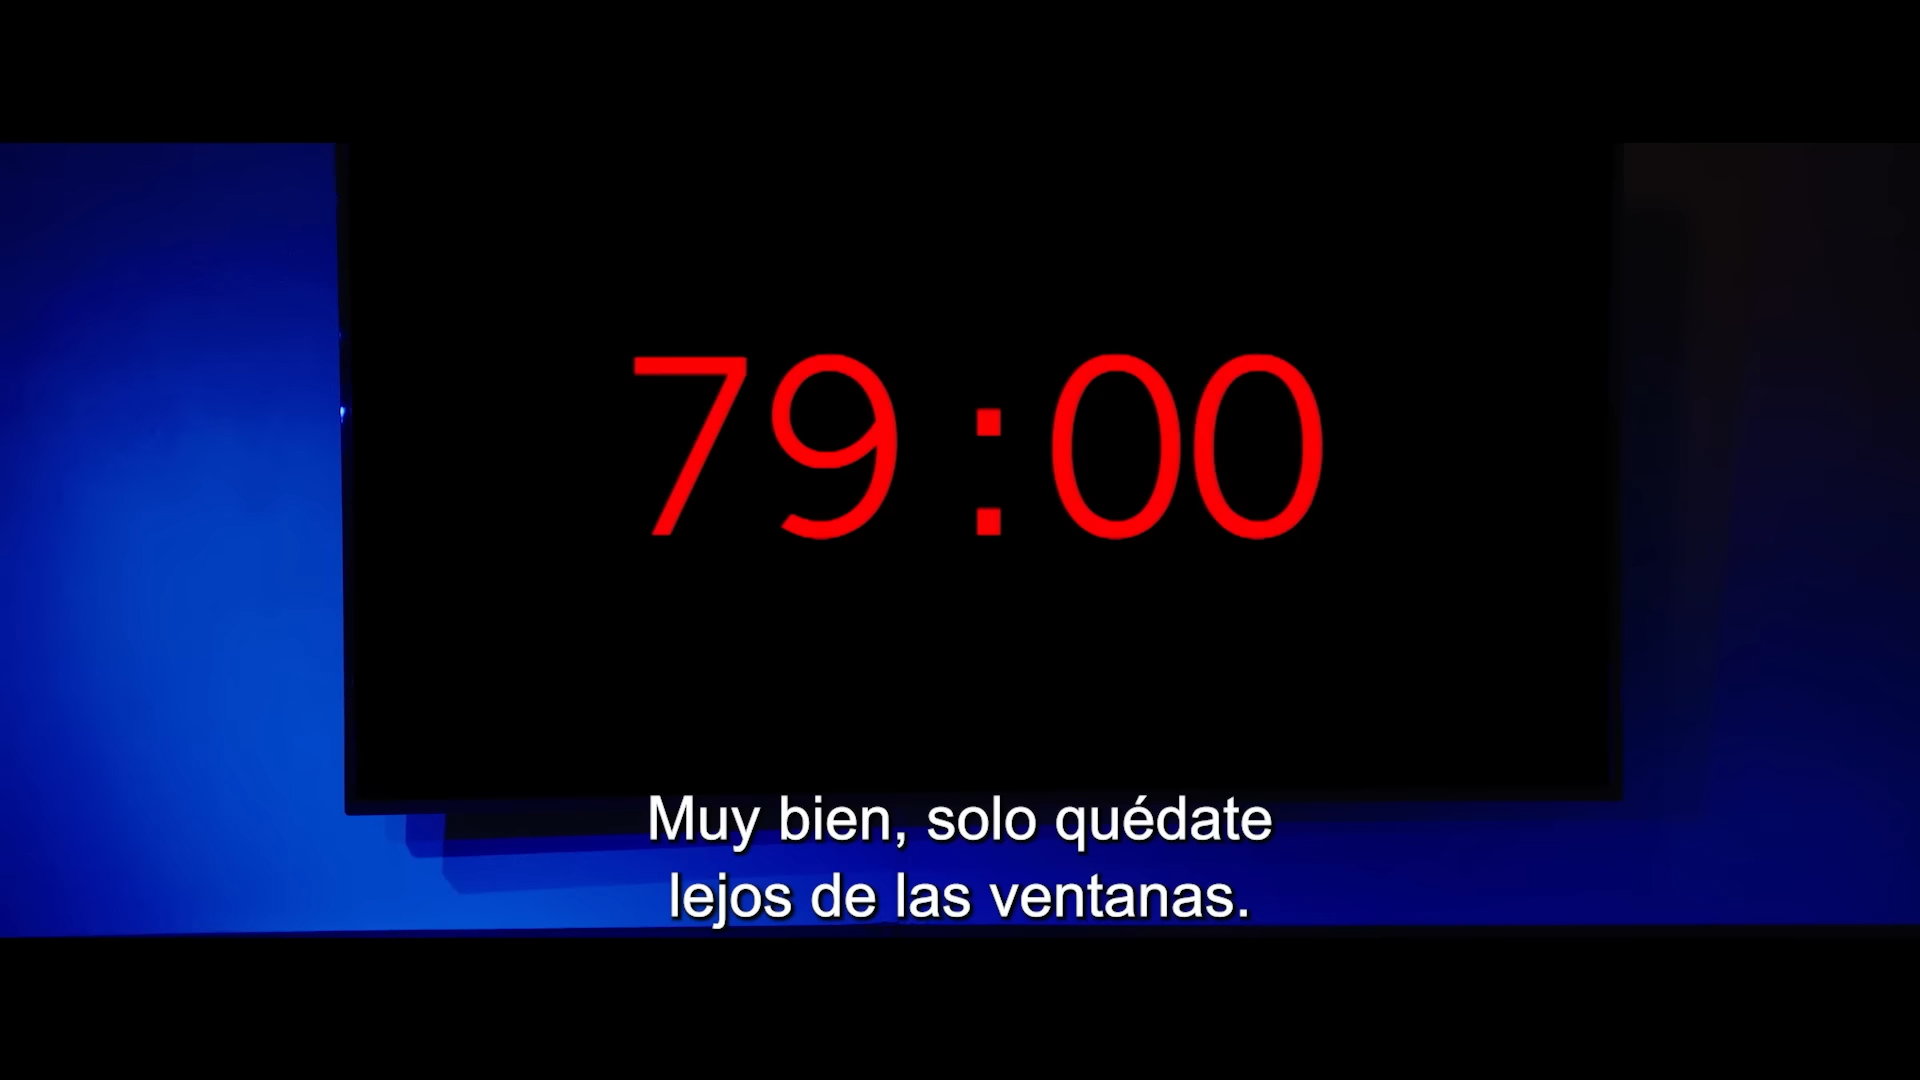 79:00
Muy bien, solo quédate
lejos de las ventanas.